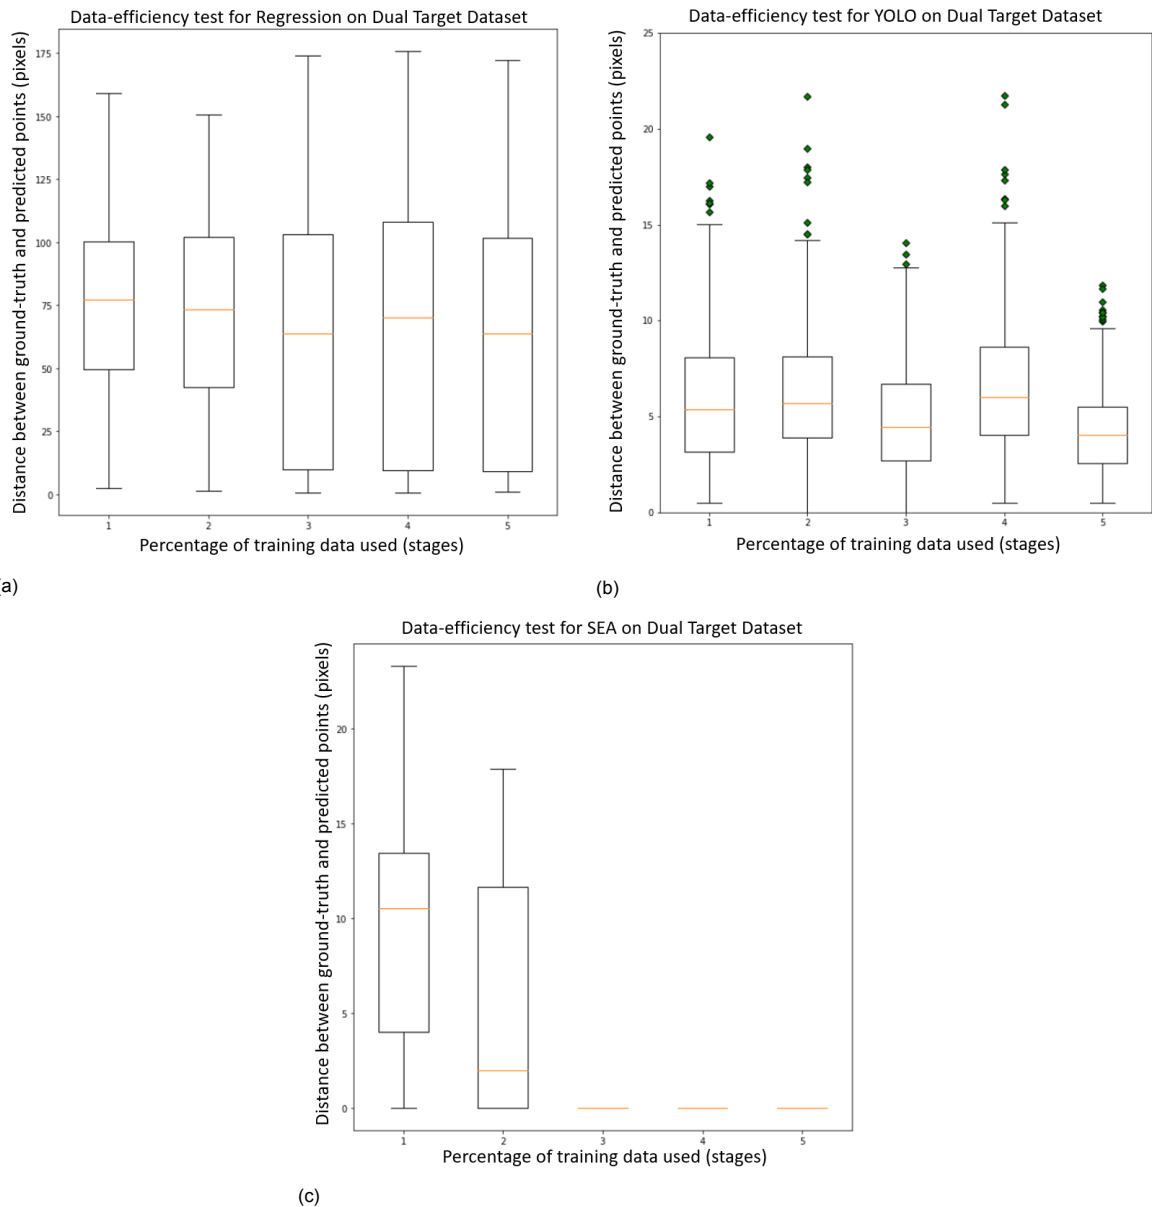 Data-efficiency test for Regression on Dual Target Dataset
Distance between ground-truth and predicted points (pixels)
175
150
125
100
75
50
25
0
1 2 3 4 5
Percentage of training data used (stages)
(a)
Data-efficiency test for YOLO on Dual Target Dataset
Distance between ground-truth and predicted points (pixels)
25
20
15
10
5
0
1 2 3 4 5
Percentage of training data used (stages)
(b)
Data-efficiency test for SEA on Dual Target Dataset
Distance between ground-truth and predicted points (pixels)
20
15
10
5
0
1 2 3 4 5
Percentage of training data used (stages)
(c)